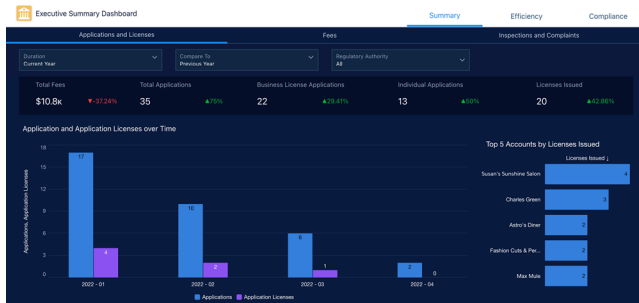 Executive Summary Dashboard
Summary
Efficiency
Compliance
Applications and Licenses
Fees
Inspections and Complaints
Duration
Current Year
Compare To
Previous Year
Regulatory Authority
All
Total Fees
$10.8K ▼-37.24%
Total Applications
35 ▲75%
Business License Applications
22 ▲29.41%
Individual Applications
13 ▲60%
Licenses Issued
20 ▲42.86%
Application and Application Licenses over Time
Applications, Application Licenses
18
15
12
9
6
3
0
17
4
10
2
6
1
2
0
2022 - 01
2022 - 02
2022 - 03
2022 - 04
Applications
Application Licenses
Top 5 Accounts by Licenses Issued
Licenses Issued ↓
Susan's Sunshine Salon 4
Charles Green 3
Astro's Diner 2
Fashion Cuts & Per... 2
Max Mule 2